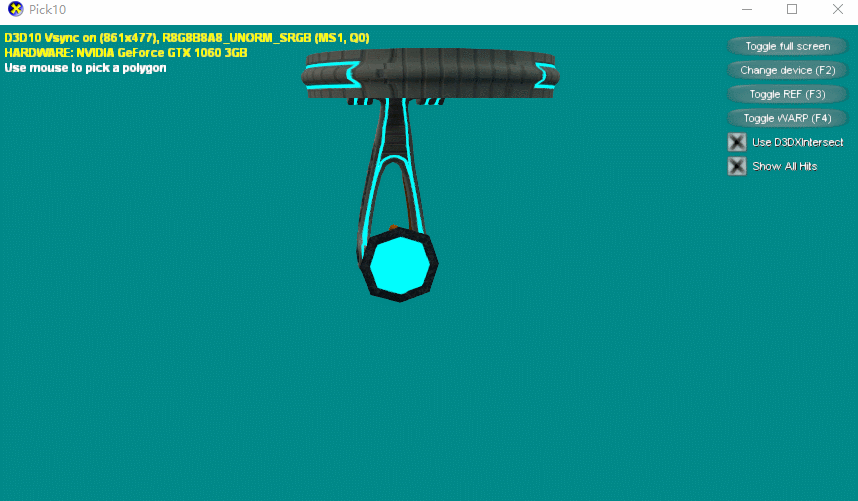 Pick10
D3D10 Vsync on (861x477), R8G8B8A8_UNORM_SRGB (MS1, Q0)
HARDWARE: NVIDIA GeForce GTX 1060 3GB
Use mouse to pick a polygon
Toggle full screen
Change device (F2)
Toggle REF (F3)
Toggle WARP (F4)
Use D3DXIntersect
Show All Hits